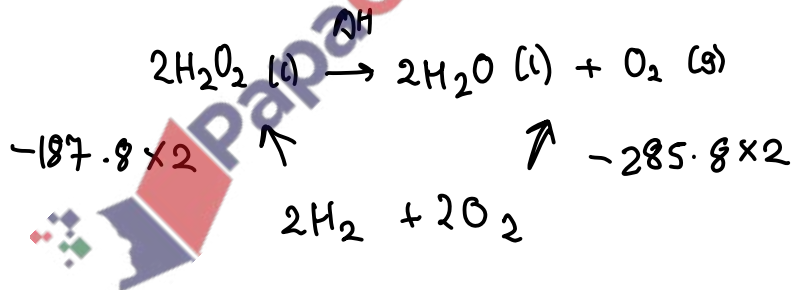 ΔH
2H₂O₂ (l) → 2H₂O (l) + O₂ (g)
-187.8×2 -285.8×2
2H₂ + 2O₂
Papa